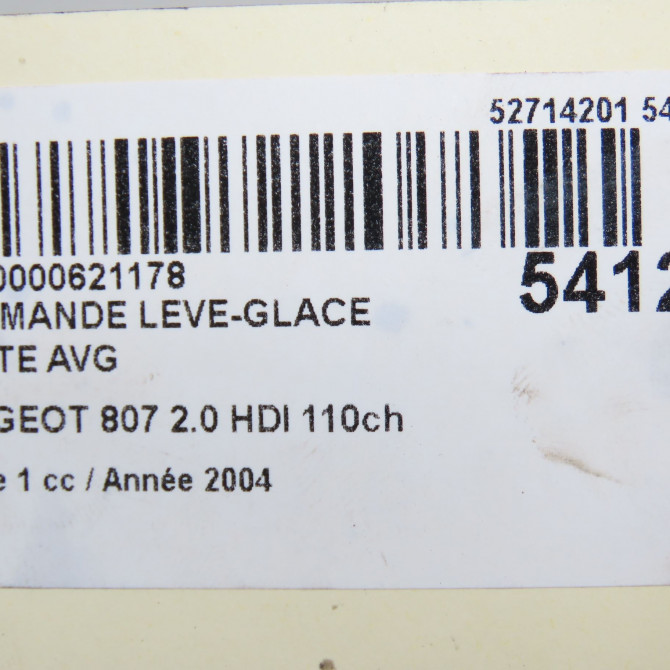 52714201 54
0000621178
5412
MANDE LEVE-GLACE
TE AVG
GEOT 807 2.0 HDI 110ch
e 1 cc / Année 2004